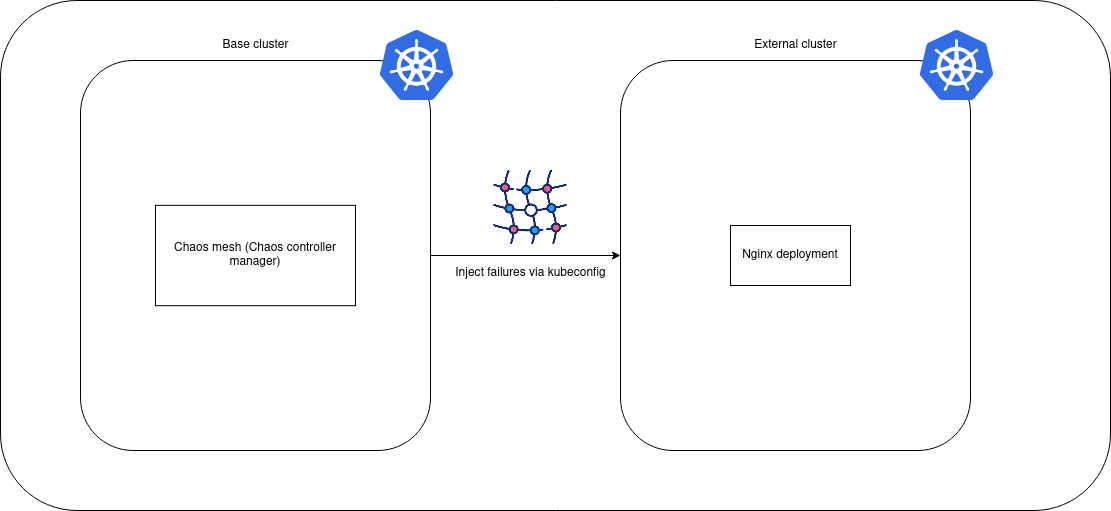 Base cluster
External cluster
Chaos mesh (Chaos controller
manager)
Inject failures via kubeconfig
Nginx deployment